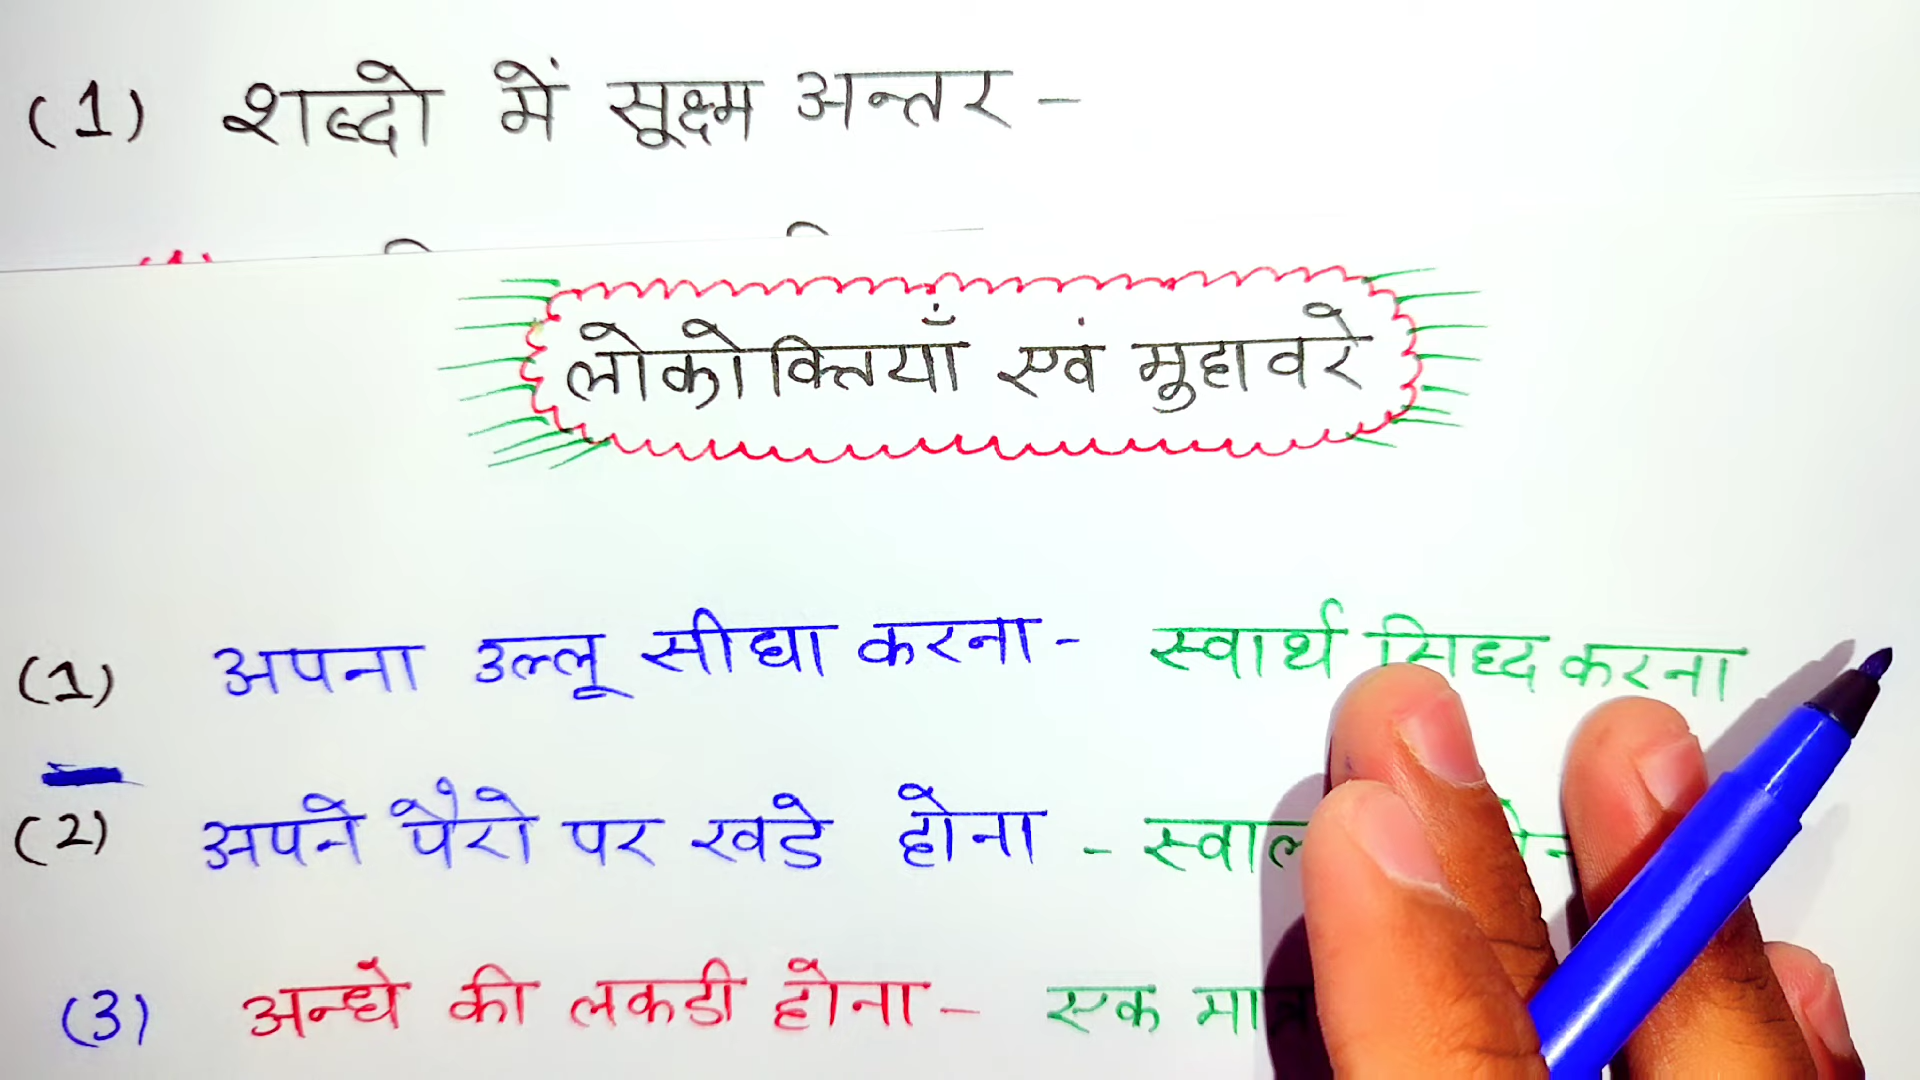 (1) शब्दो में सूक्ष्म अन्तर -
लोकोक्तियाँ एवं मुहावरे
(1) अपना उल्लू सीधा करना - स्वार्थ सिध्द करना
(2) अपने पैरो पर खडे होना -
(3) अन्धे की लकडी होना - एक